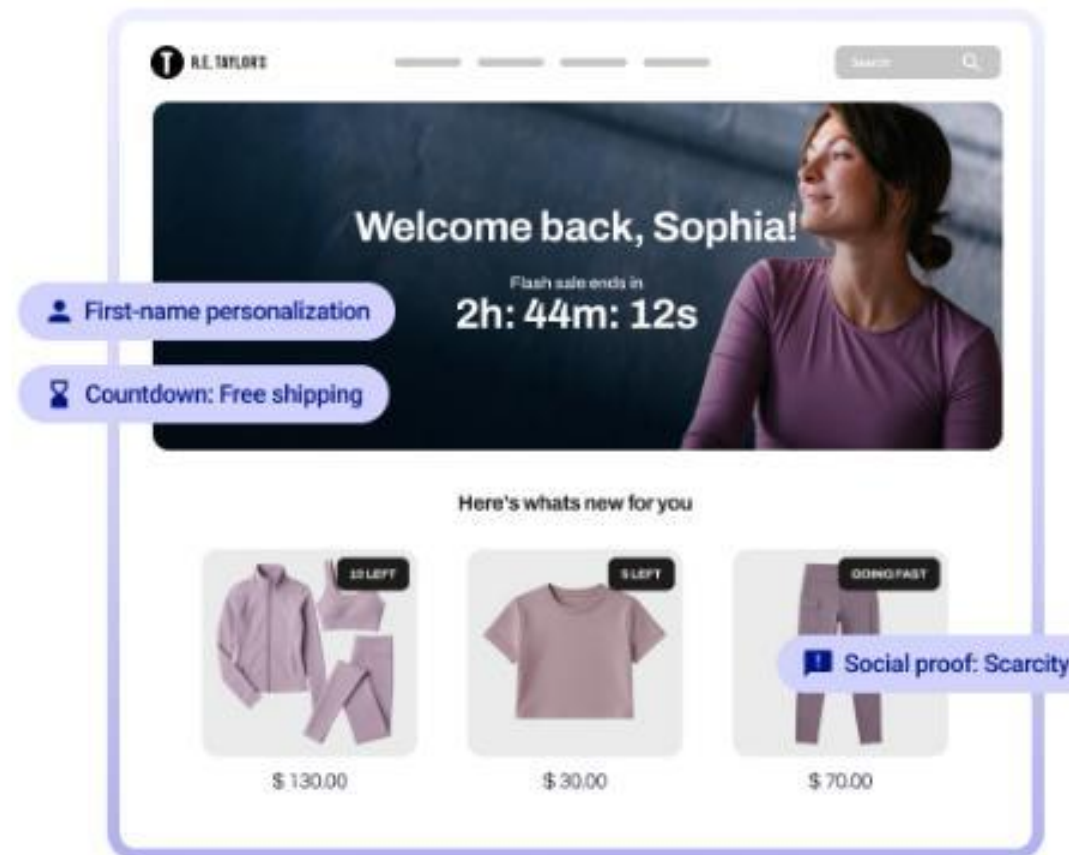 R.E. TAYLOR'S
Search
Welcome back, Sophia!
Flash sale ends in
2h: 44m: 12s
First-name personalization
Countdown: Free shipping
Here's whats new for you
10 LEFT
5 LEFT
GOING FAST
Social proof: Scarcity
$ 130.00
$ 30.00
$ 70.00